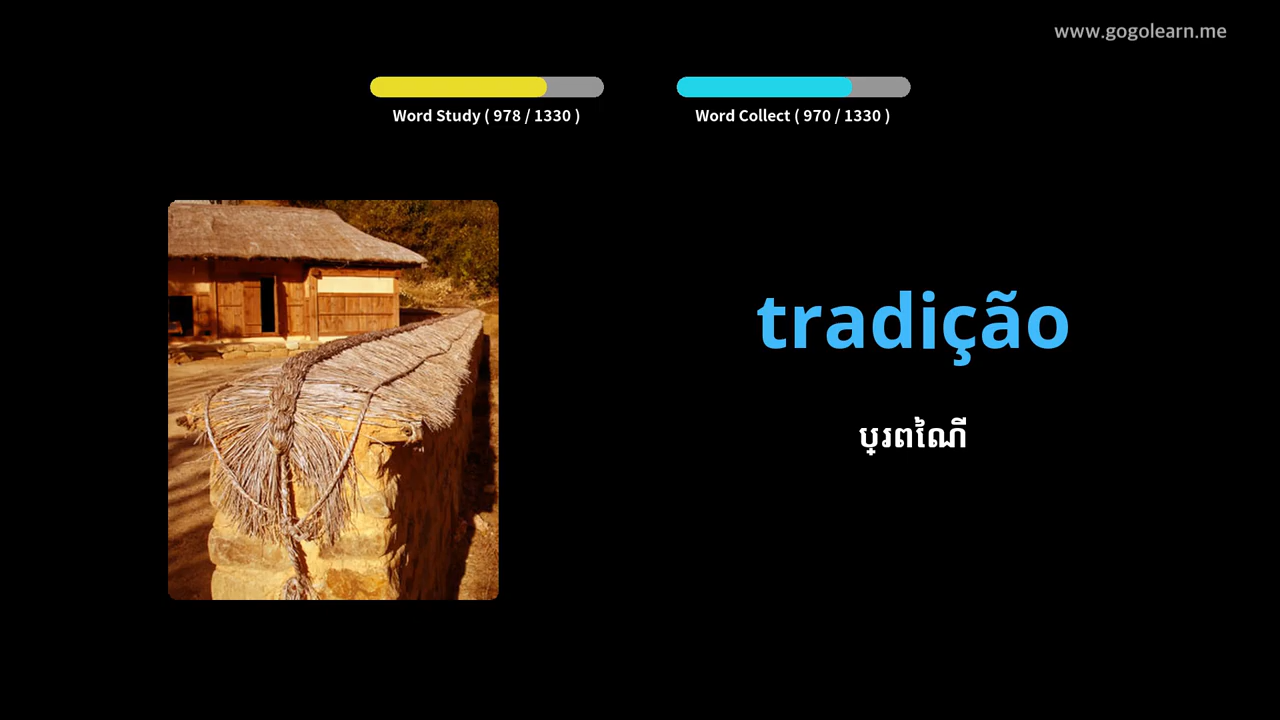 www.gogolearn.me
Word Study ( 978 / 1330 )
Word Collect ( 970 / 1330 )
tradição
ប្រពៃណី